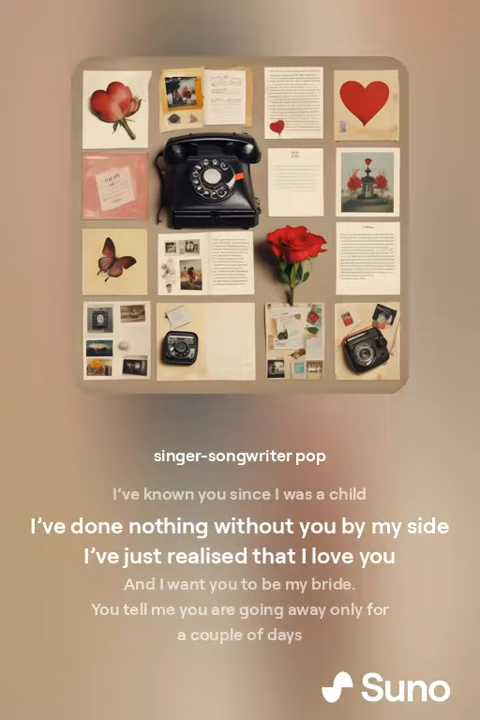 singer-songwriter pop
I’ve known you since I was a child
I’ve done nothing without you by my side
I’ve just realised that I love you
And I want you to be my bride.
You tell me you are going away only for
a couple of days
Suno